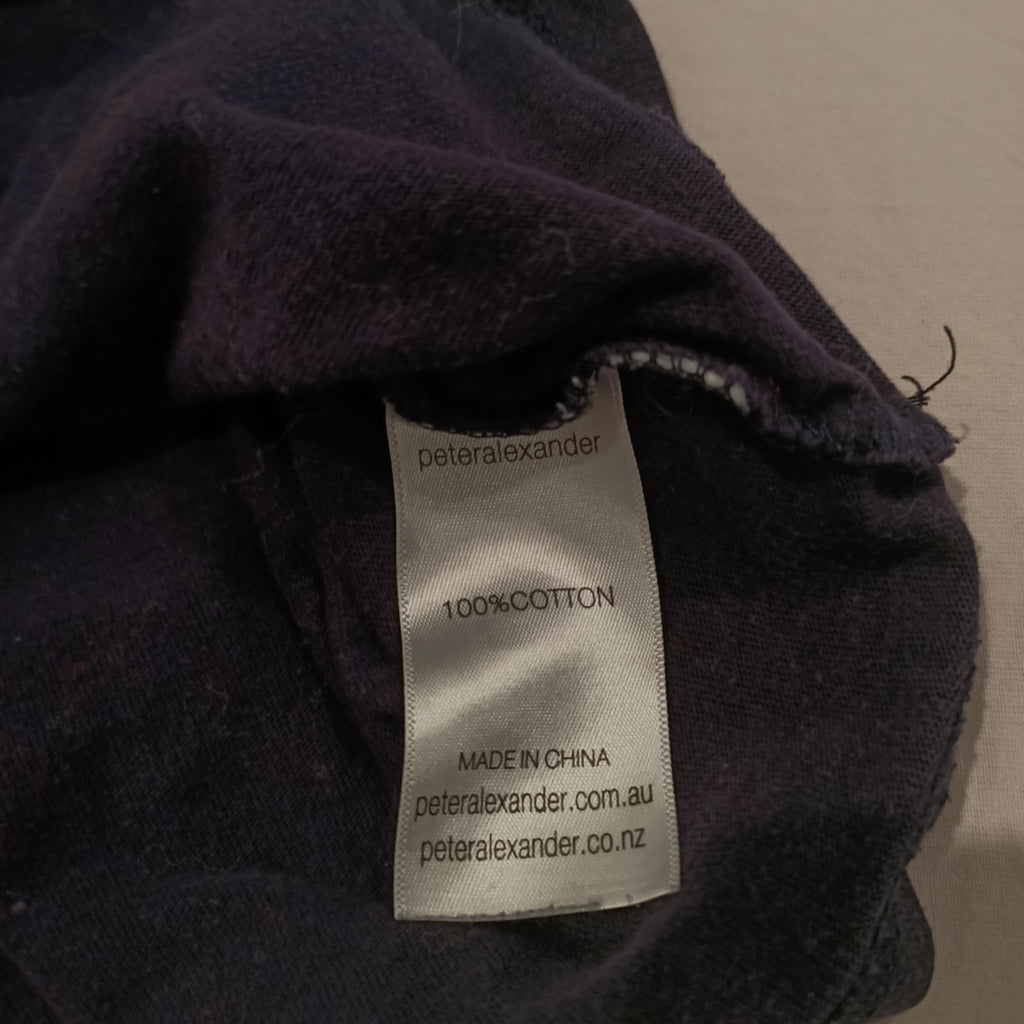 peteralexander
100%COTTON
MADE IN CHINA
peteralexander.com.au
peteralexander.co.nz